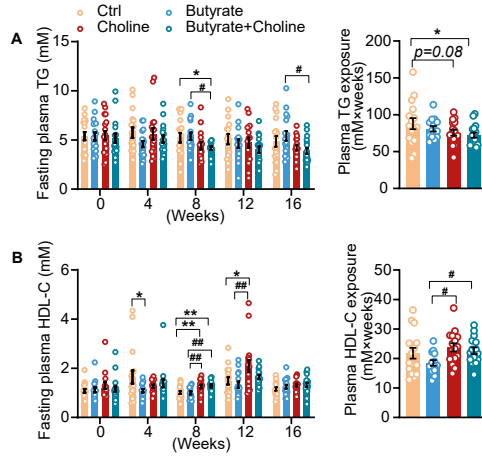 Ctrl
Butyrate
Choline
Butyrate+Choline
A
Fasting plasma TG (mM)
15
10
5
0
*
#
#
0
4
8
12
16
(Weeks)
Plasma TG exposure
(mM×weeks)
200
150
100
50
0
*
p=0.08
B
Fasting plasma HDL-C (mM)
6
4
2
0
*
**
**
##
##
*
##
0
4
8
12
16
(Weeks)
Plasma HDL-C exposure
(mM×weeks)
50
40
30
20
10
0
#
#